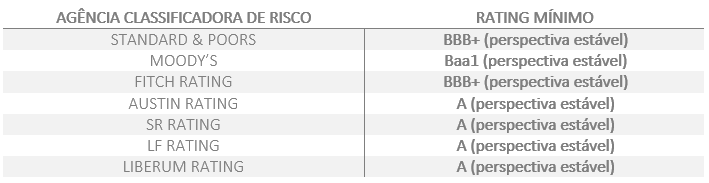 AGÊNCIA CLASSIFICADORA DE RISCO RATING MÍNIMO
STANDARD & POORS BBB+ (perspectiva estável)
MOODY’S Baa1 (perspectiva estável)
FITCH RATING BBB+ (perspectiva estável)
AUSTIN RATING A (perspectiva estável)
SR RATING A (perspectiva estável)
LF RATING A (perspectiva estável)
LIBERUM RATING A (perspectiva estável)